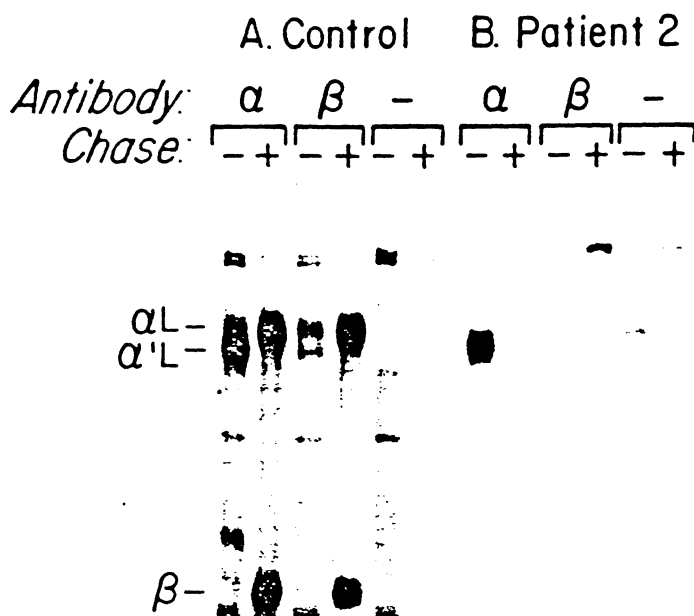 A. Control B. Patient 2
Antibody: α β - α β -
Chase: - + - + - + - + - + - +
αL -
α'L -
β -